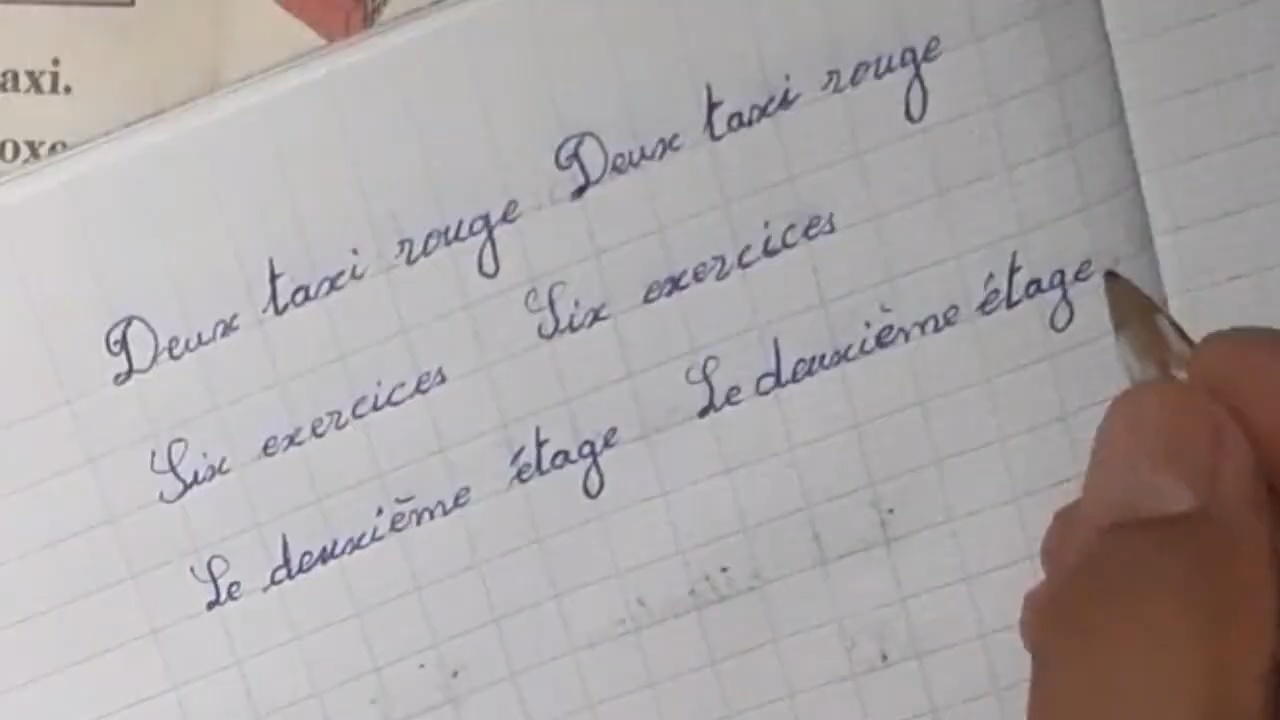 axi.
Deux taxi rouge Deux taxi rouge
Six exercices Six exercices
Le deuxième étage Le deuxième étage